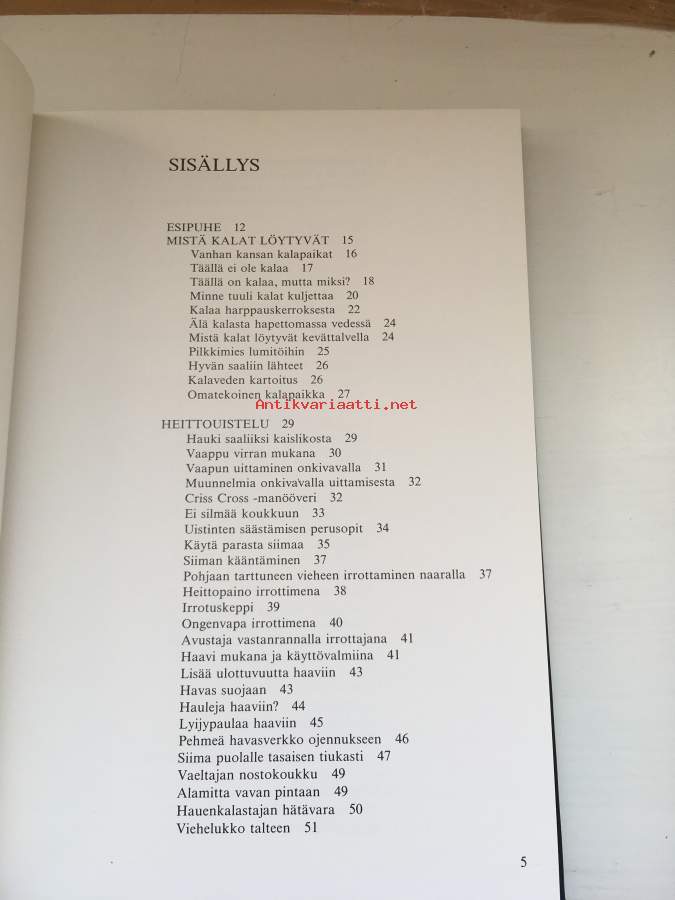 SISÄLLYS
ESIPUHE 12
MISTÄ KALAT LÖYTYVÄT 15
Vanhan kansan kalapaikat 16
Täällä ei ole kalaa 17
Täällä on kalaa, mutta miksi? 18
Minne tuuli kalat kuljettaa 20
Kalaa harppauskerroksesta 22
Älä kalasta hapettomassa vedessä 24
Mistä kalat löytyvät kevättalvella 24
Pilkkimies lumitöihin 25
Hyvän saaliin lähteet 26
Kalaveden kartoitus 26
Omatekoinen kalapaikka 27
Antikvariaatti.net
HEITTOUISTELU 29
Hauki saaliiksi kaislikosta 29
Vaappu virran mukana 30
Vaapun uittaminen onkivavalla 31
Muunnelmia onkivavalla uittamisesta 32
Criss Cross -manööveri 32
Ei silmää koukkuun 33
Uistinten säästämisen perusopit 34
Käytä parasta siimaa 35
Siiman kääntäminen 37
Pohjaan tarttuneen vieheen irrottaminen naaralla 37
Heittopaino irrottimena 38
Irrotuskeppi 39
Ongenvapa irrottimena 40
Avustaja vastanrannalla irrottajana 41
Haavi mukana ja käyttövalmiina 41
Lisää ulottuvuutta haaviin 43
Havas suojaan 43
Hauleja haaviin? 44
Lyijypaulaa haaviin 45
Pehmeä havasverkko ojennukseen 46
Siima puolalle tasaisen tiukasti 47
Vaeltajan nostokoukku 49
Alamitta vavan pintaan 49
Hauenkalastajan hätävara 50
Viehelukko talteen 51
5